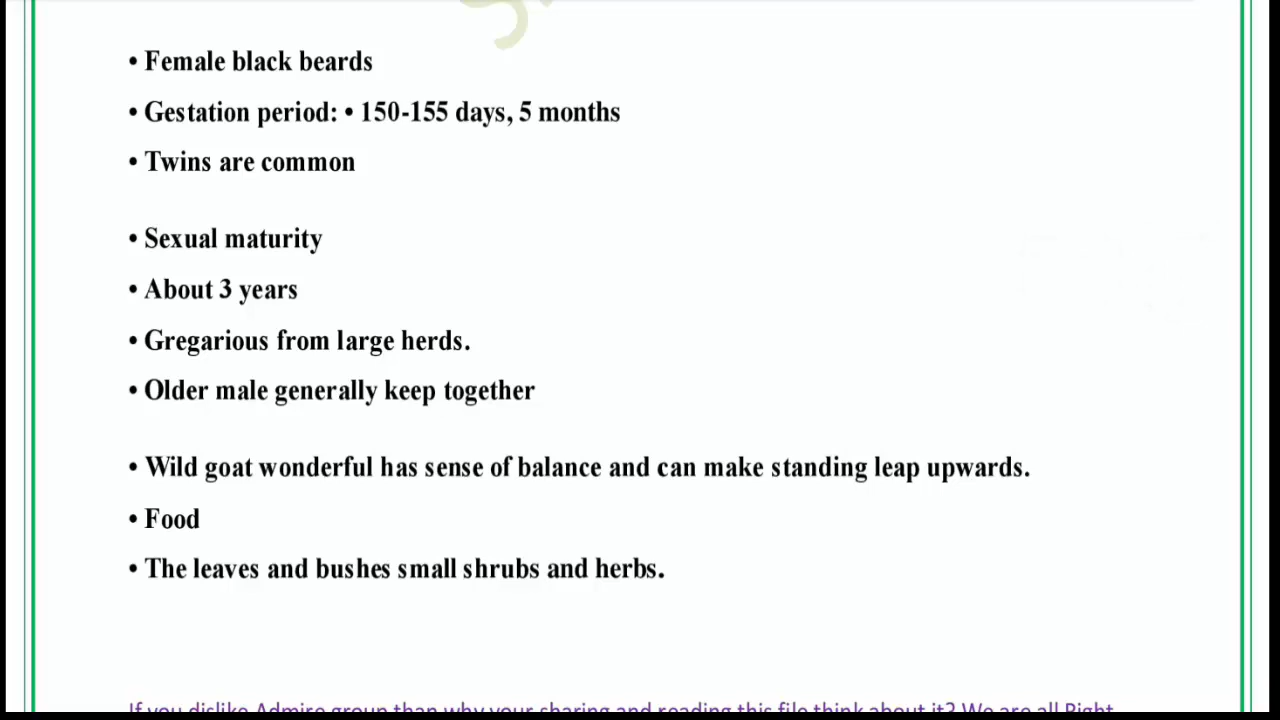 • Female black beards
• Gestation period: • 150-155 days, 5 months
• Twins are common
• Sexual maturity
• About 3 years
• Gregarious from large herds.
• Older male generally keep together
• Wild goat wonderful has sense of balance and can make standing leap upwards.
• Food
• The leaves and bushes small shrubs and herbs.
If you dislike Admire group than why your sharing and reading this file think about it? We are all Right